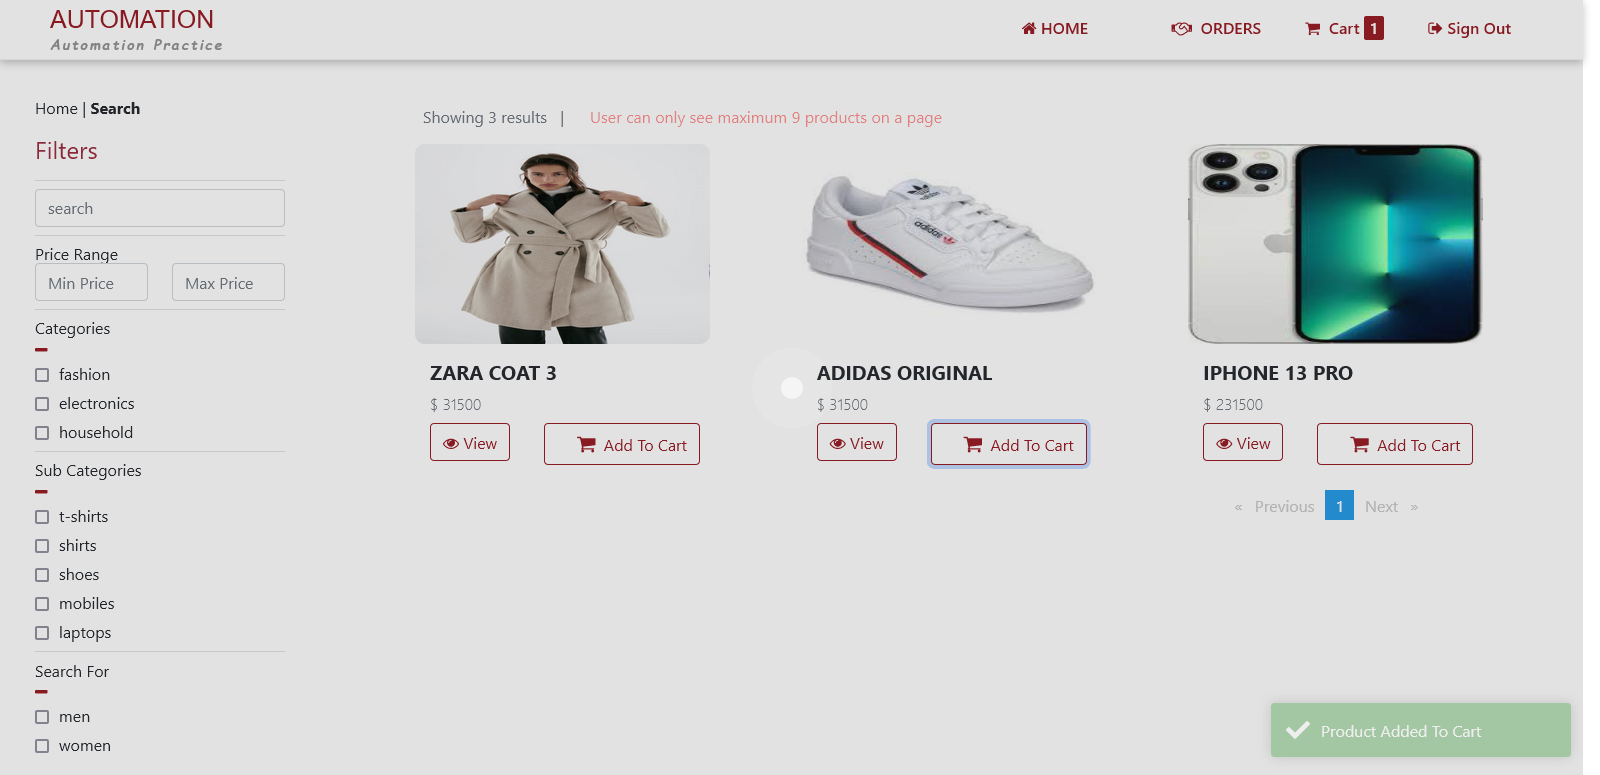 AUTOMATION
Automation Practice
HOME
ORDERS
Cart 1
Sign Out
Home | Search
Filters
search
Price Range
Min Price
Max Price
Categories
fashion
electronics
household
Sub Categories
t-shirts
shirts
shoes
mobiles
laptops
Search For
men
women
Showing 3 results |
User can only see maximum 9 products on a page
ZARA COAT 3
$ 31500
View
Add To Cart
adidas
adidas
ADIDAS ORIGINAL
$ 31500
View
Add To Cart
IPHONE 13 PRO
$ 231500
View
Add To Cart
« Previous 1 Next »
Product Added To Cart